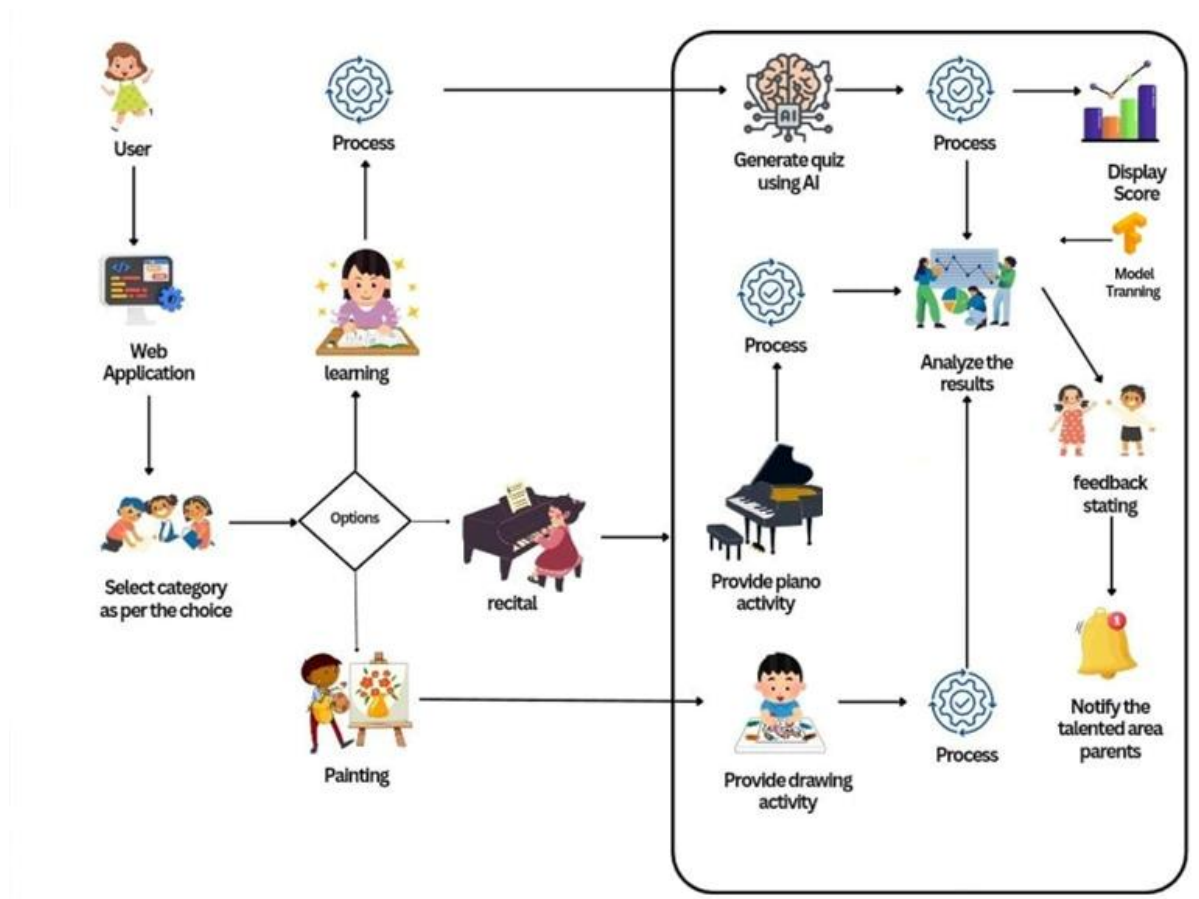 User
Process
Generate quiz
using AI
AI
Process
Display
Score
Web
Application
learning
Process
Analyze the
results
Model
Tranning
Select category
as per the choice
Options
recital
Provide piano
activity
feedback
stating
Painting
Provide drawing
activity
Process
1
Notify the
talented area
parents